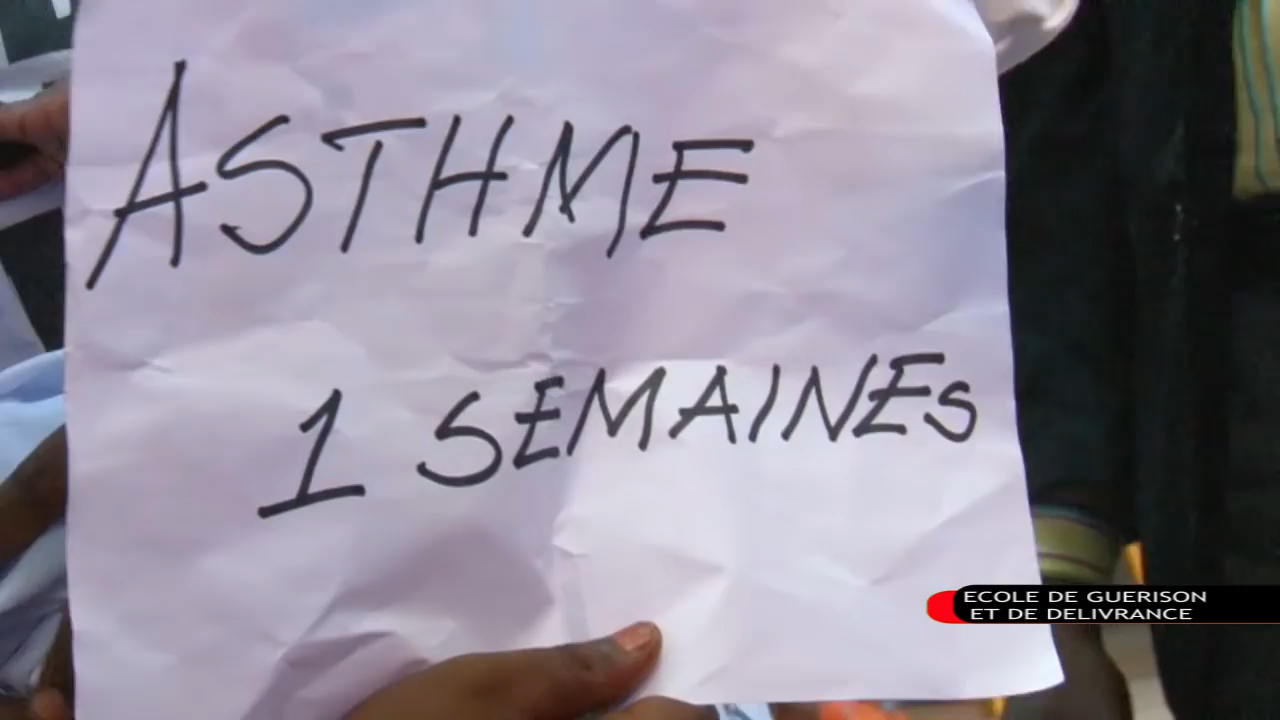 ASTHME
1 SEMAINES
ECOLE DE GUERISON
ET DE DELIVRANCE